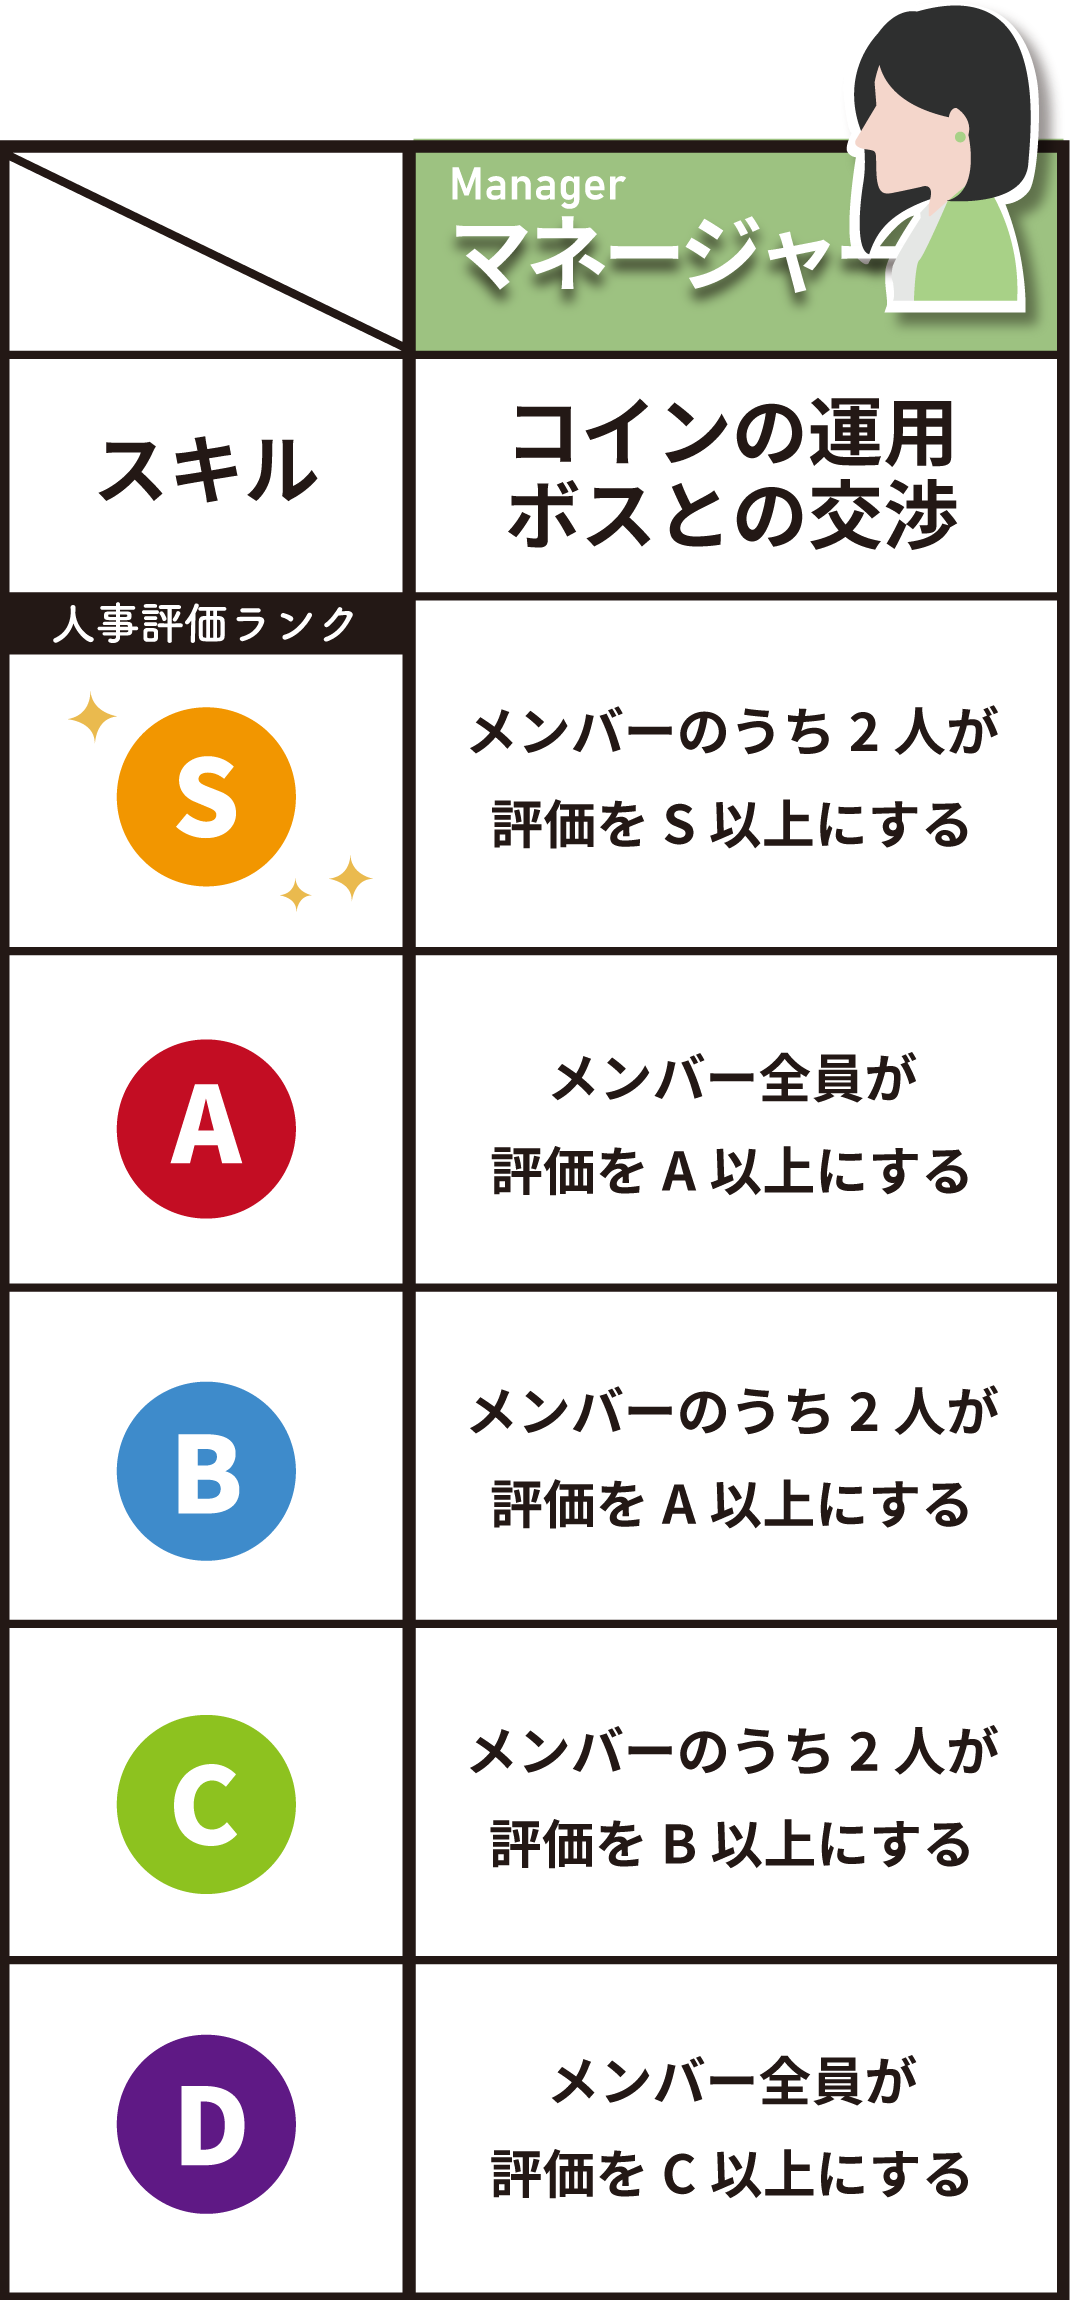 Manager
マネージャー
スキル
コインの運用
ボスとの交渉
人事評価ランク
S
メンバーのうち 2 人が
評価を S 以上にする
A
メンバー全員が
評価を A 以上にする
B
メンバーのうち 2 人が
評価を A 以上にする
C
メンバーのうち 2 人が
評価を B 以上にする
D
メンバー全員が
評価を C 以上にする